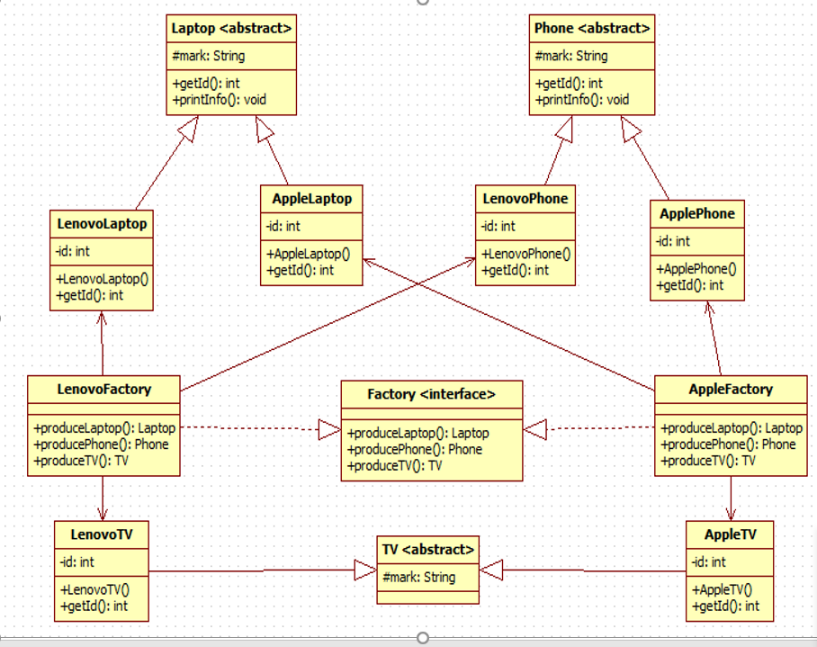 Laptop <abstract>
#mark: String
+getId(): int
+printInfo(): void
Phone <abstract>
#mark: String
+getId(): int
+printInfo(): void
LenovoLaptop
-id: int
+LenovoLaptop()
+getId(): int
AppleLaptop
-id: int
+AppleLaptop()
+getId(): int
LenovoPhone
-id: int
+LenovoPhone()
+getId(): int
ApplePhone
-id: int
+ApplePhone()
+getId(): int
LenovoFactory
+produceLaptop(): Laptop
+producePhone(): Phone
+produceTV(): TV
Factory <interface>
+produceLaptop(): Laptop
+producePhone(): Phone
+produceTV(): TV
AppleFactory
+produceLaptop(): Laptop
+producePhone(): Phone
+produceTV(): TV
LenovoTV
-id: int
+LenovoTV()
+getId(): int
TV <abstract>
#mark: String
AppleTV
-id: int
+AppleTV()
+getId(): int